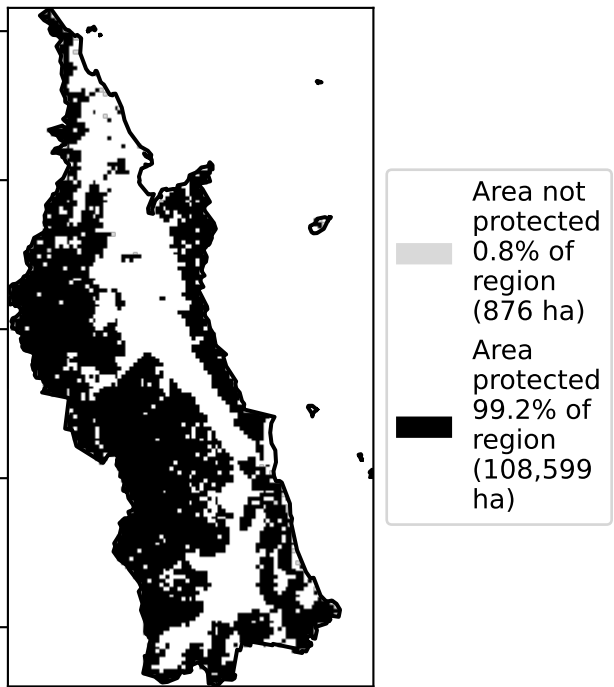 Area not
protected
0.8% of
region
(876 ha)
Area
protected
99.2% of
region
(108,599
ha)